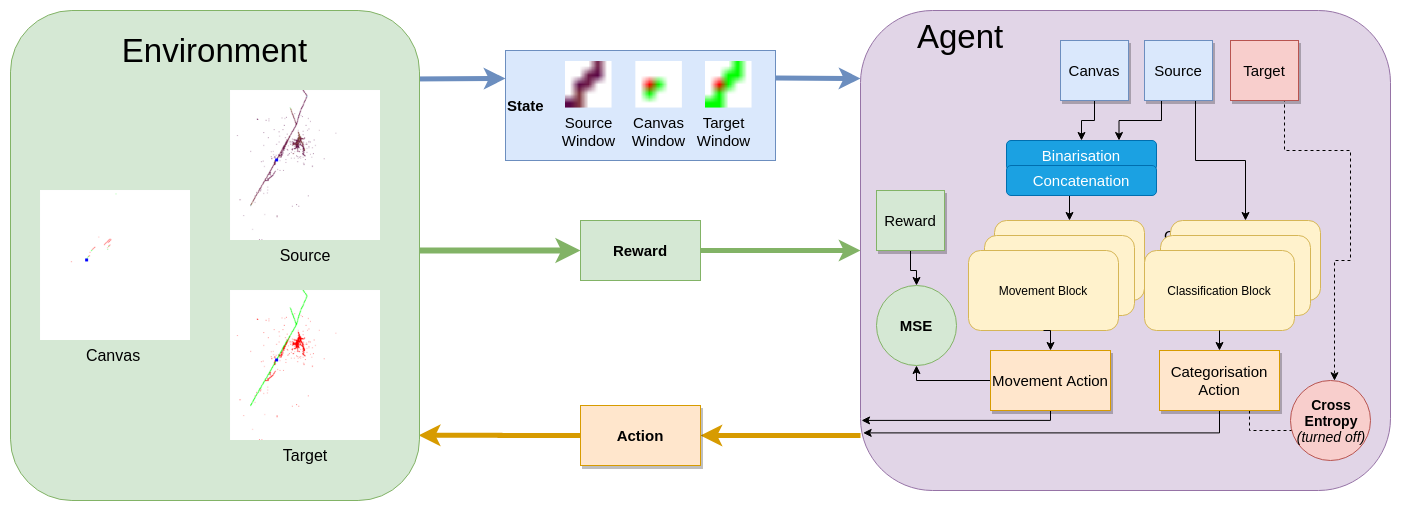 Environment
Source
Canvas
Target
State
Source
Window
Canvas
Window
Target
Window
Reward
Action
Agent
Canvas
Source
Target
Binarisation
Concatenation
Reward
Movement Block
Classification Block
MSE
Movement Action
Categorisation
Action
Cross
Entropy
(turned off)